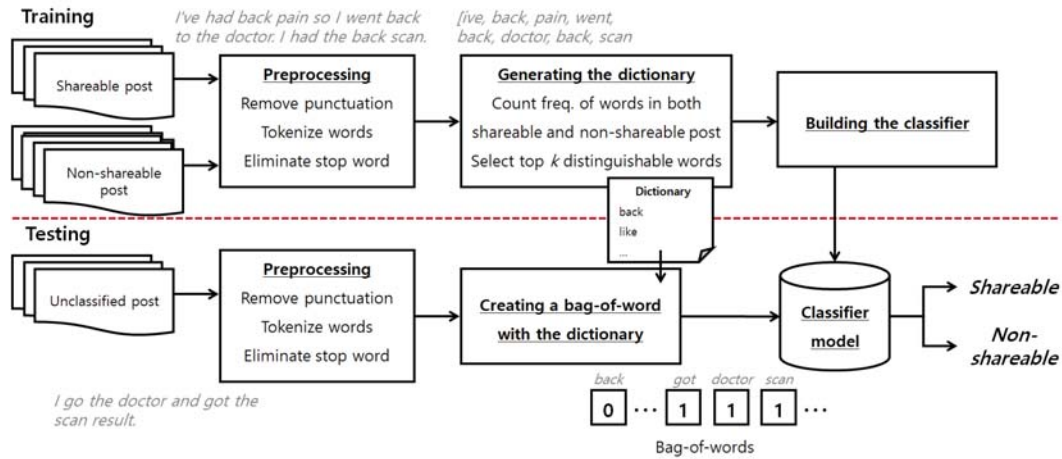 Training
I've had back pain so I went back
to the doctor. I had the back scan.
[ive, back, pain, went,
back, doctor, back, scan
Shareable post
Non-shareable
post
Preprocessing
Remove punctuation
Tokenize words
Eliminate stop word
Generating the dictionary
Count freq. of words in both
shareable and non-shareable post
Select top k distinguishable words
Building the classifier
Dictionary
back
like
...
Testing
Unclassified post
Preprocessing
Remove punctuation
Tokenize words
Eliminate stop word
Creating a bag-of-word
with the dictionary
Classifier
model
Shareable
Non-
shareable
I go the doctor and got the
scan result.
back got doctor scan
0 ... 1 1 1 ...
Bag-of-words